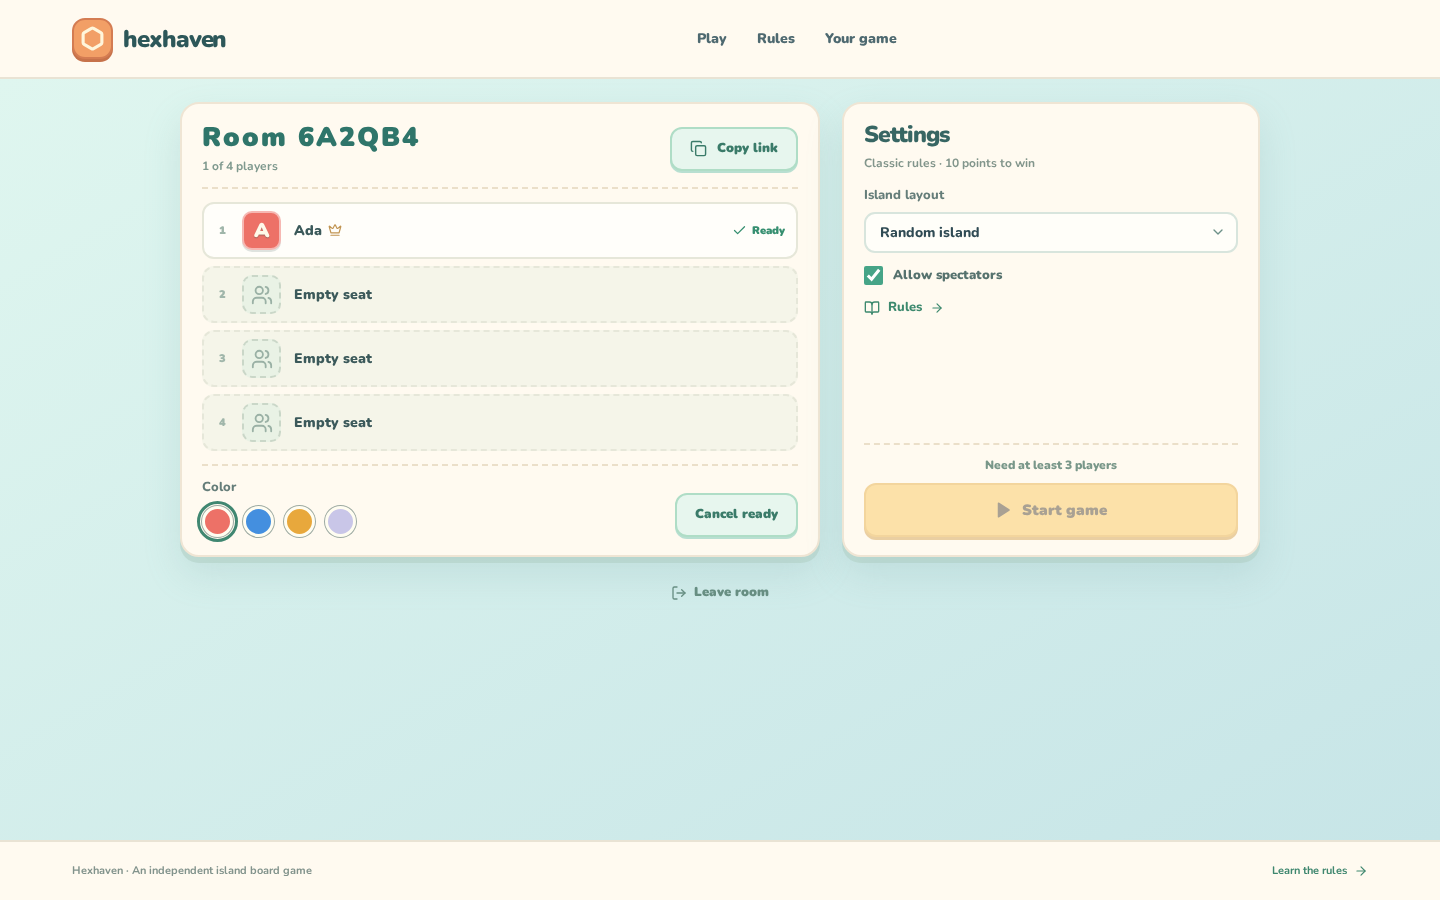 hexhaven
Play
Rules
Your game
Room 6A2QB4
1 of 4 players
Copy link
1
A
Ada
Ready
2
Empty seat
3
Empty seat
4
Empty seat
Color
Cancel ready
Settings
Classic rules · 10 points to win
Island layout
Random island
Allow spectators
Rules
Need at least 3 players
Start game
Leave room
Hexhaven · An independent island board game
Learn the rules